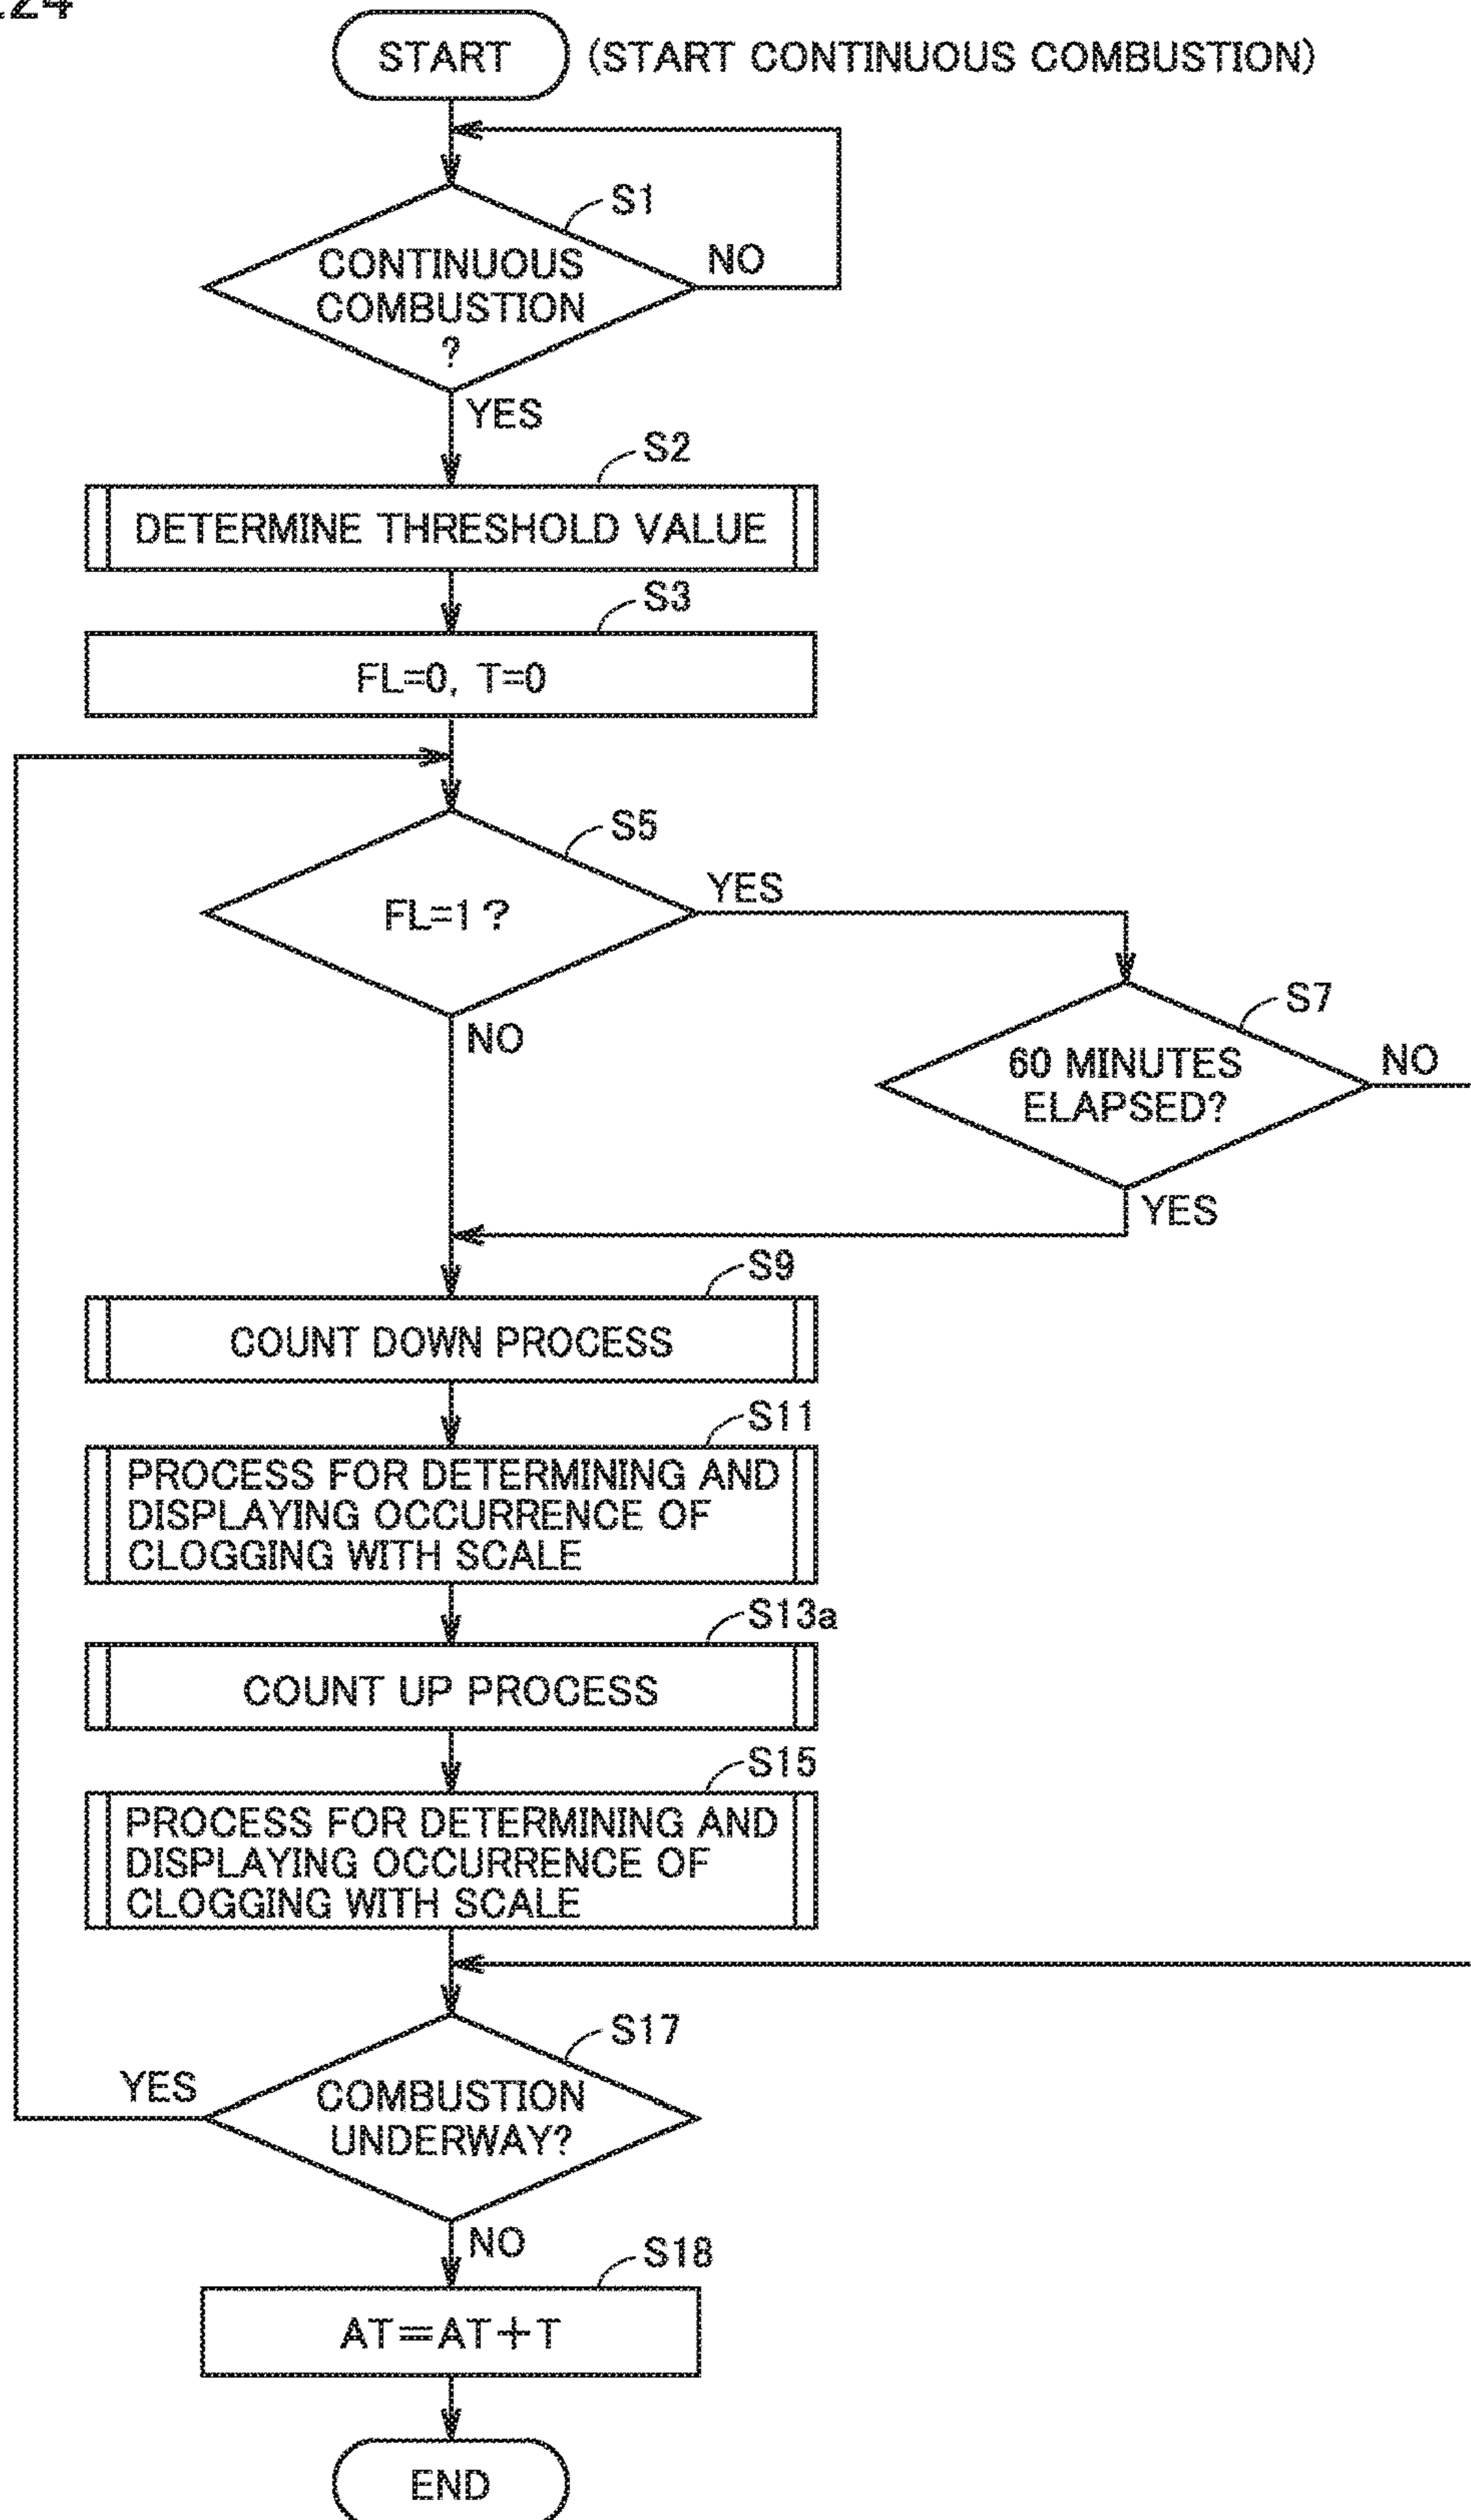 START (START CONTINUOUS COMBUSTION)
S1
CONTINUOUS
COMBUSTION
?
NO
YES
S2
DETERMINE THRESHOLD VALUE
S3
FL=0, T=0
S5
FL=1?
YES
NO
S7
60 MINUTES
ELAPSED?
NO
YES
S9
COUNT DOWN PROCESS
S11
PROCESS FOR DETERMINING AND
DISPLAYING OCCURRENCE OF
CLOGGING WITH SCALE
S13a
COUNT UP PROCESS
S15
PROCESS FOR DETERMINING AND
DISPLAYING OCCURRENCE OF
CLOGGING WITH SCALE
S17
COMBUSTION
UNDERWAY?
YES
NO
S18
AT=AT+T
END